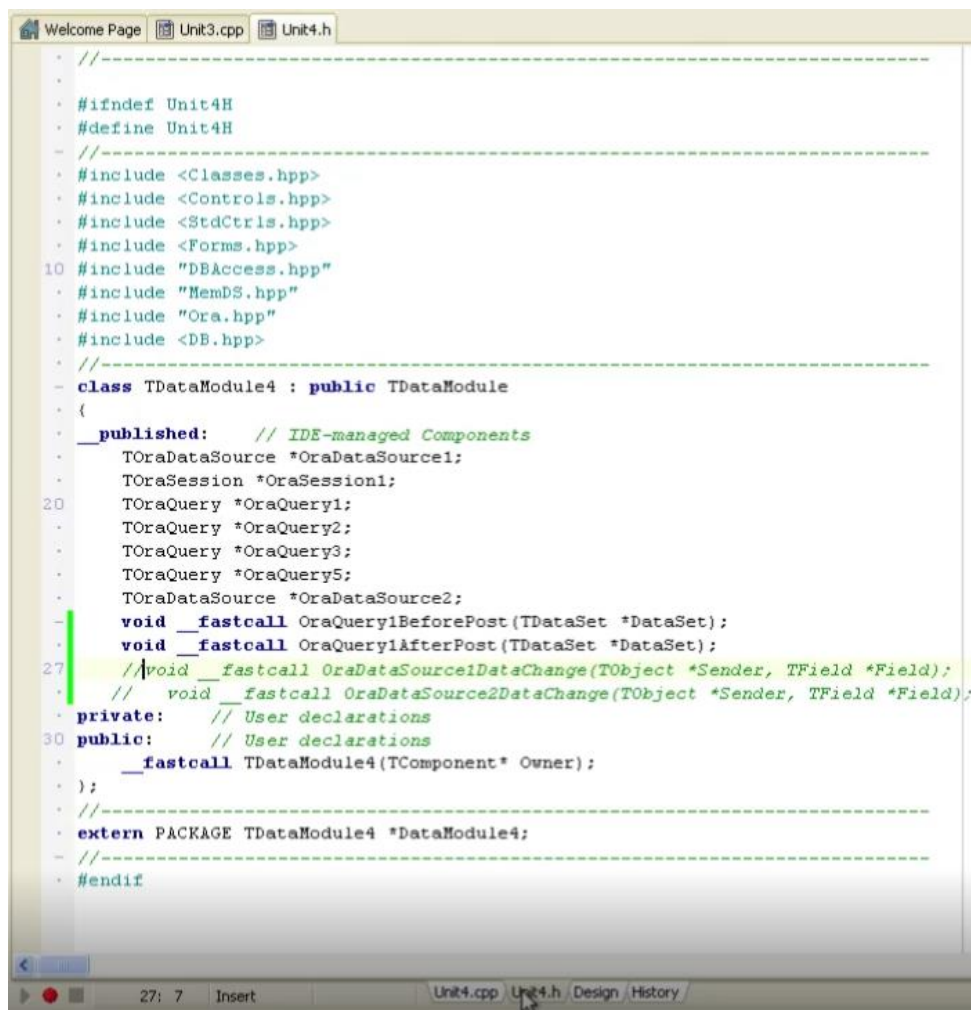 Welcome Page Unit3.cpp Unit4.h
//-----------------------------------------------------------------------
#ifndef Unit4H
#define Unit4H
//-----------------------------------------------------------------------
#include <Classes.hpp>
#include <Controls.hpp>
#include <StdCtrls.hpp>
#include <Forms.hpp>
10 #include "DBAccess.hpp"
#include "MemDS.hpp"
#include "Ora.hpp"
#include <DB.hpp>
//-----------------------------------------------------------------------
class TDataModule4 : public TDataModule
{
__published: // IDE-managed Components
TOraDataSource *OraDataSource1;
TOraSession *OraSession1;
20 TOraQuery *OraQuery1;
TOraQuery *OraQuery2;
TOraQuery *OraQuery3;
TOraQuery *OraQuery5;
TOraDataSource *OraDataSource2;
void __fastcall OraQuery1BeforePost(TDataSet *DataSet);
void __fastcall OraQuery1AfterPost(TDataSet *DataSet);
27 //void __fastcall OraDataSource1DataChange(TObject *Sender, TField *Field);
// void __fastcall OraDataSource2DataChange(TObject *Sender, TField *Field);
private: // User declarations
30 public: // User declarations
__fastcall TDataModule4(TComponent* Owner);
};
//-----------------------------------------------------------------------
extern PACKAGE TDataModule4 *DataModule4;
//-----------------------------------------------------------------------
#endif
27: 7 Insert Unit4.cpp Unit4.h Design History